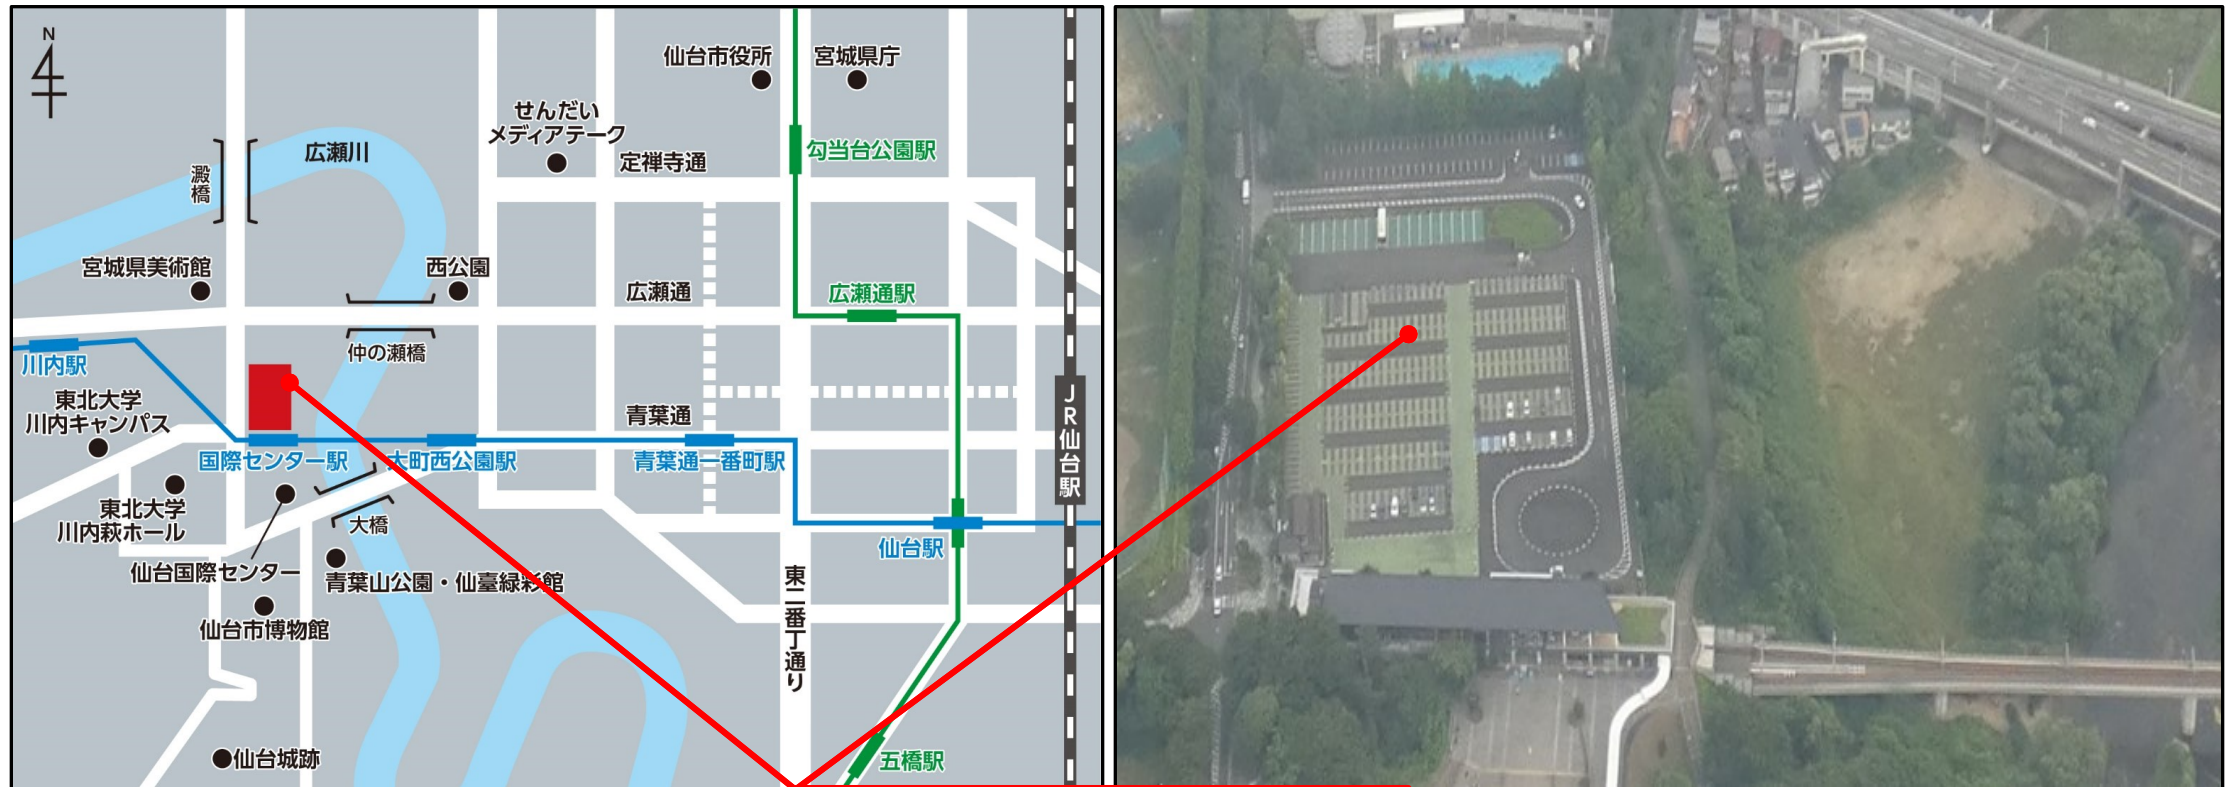 N
仙台市役所
宮城県庁
せんだい
メディアテーク
勾当台公園駅
定禅寺通
広瀬川
澱橋
宮城県美術館
西公園
広瀬通
広瀬通駅
仲の瀬橋
川内駅
東北大学
川内キャンパス
青葉通
JR仙台駅
国際センター駅
大町西公園駅
青葉通一番町駅
東北大学
川内萩ホール
大橋
仙台駅
仙台国際センター
青葉山公園・仙臺緑彩館
東二番丁通り
仙台市博物館
仙台城跡
五橋駅